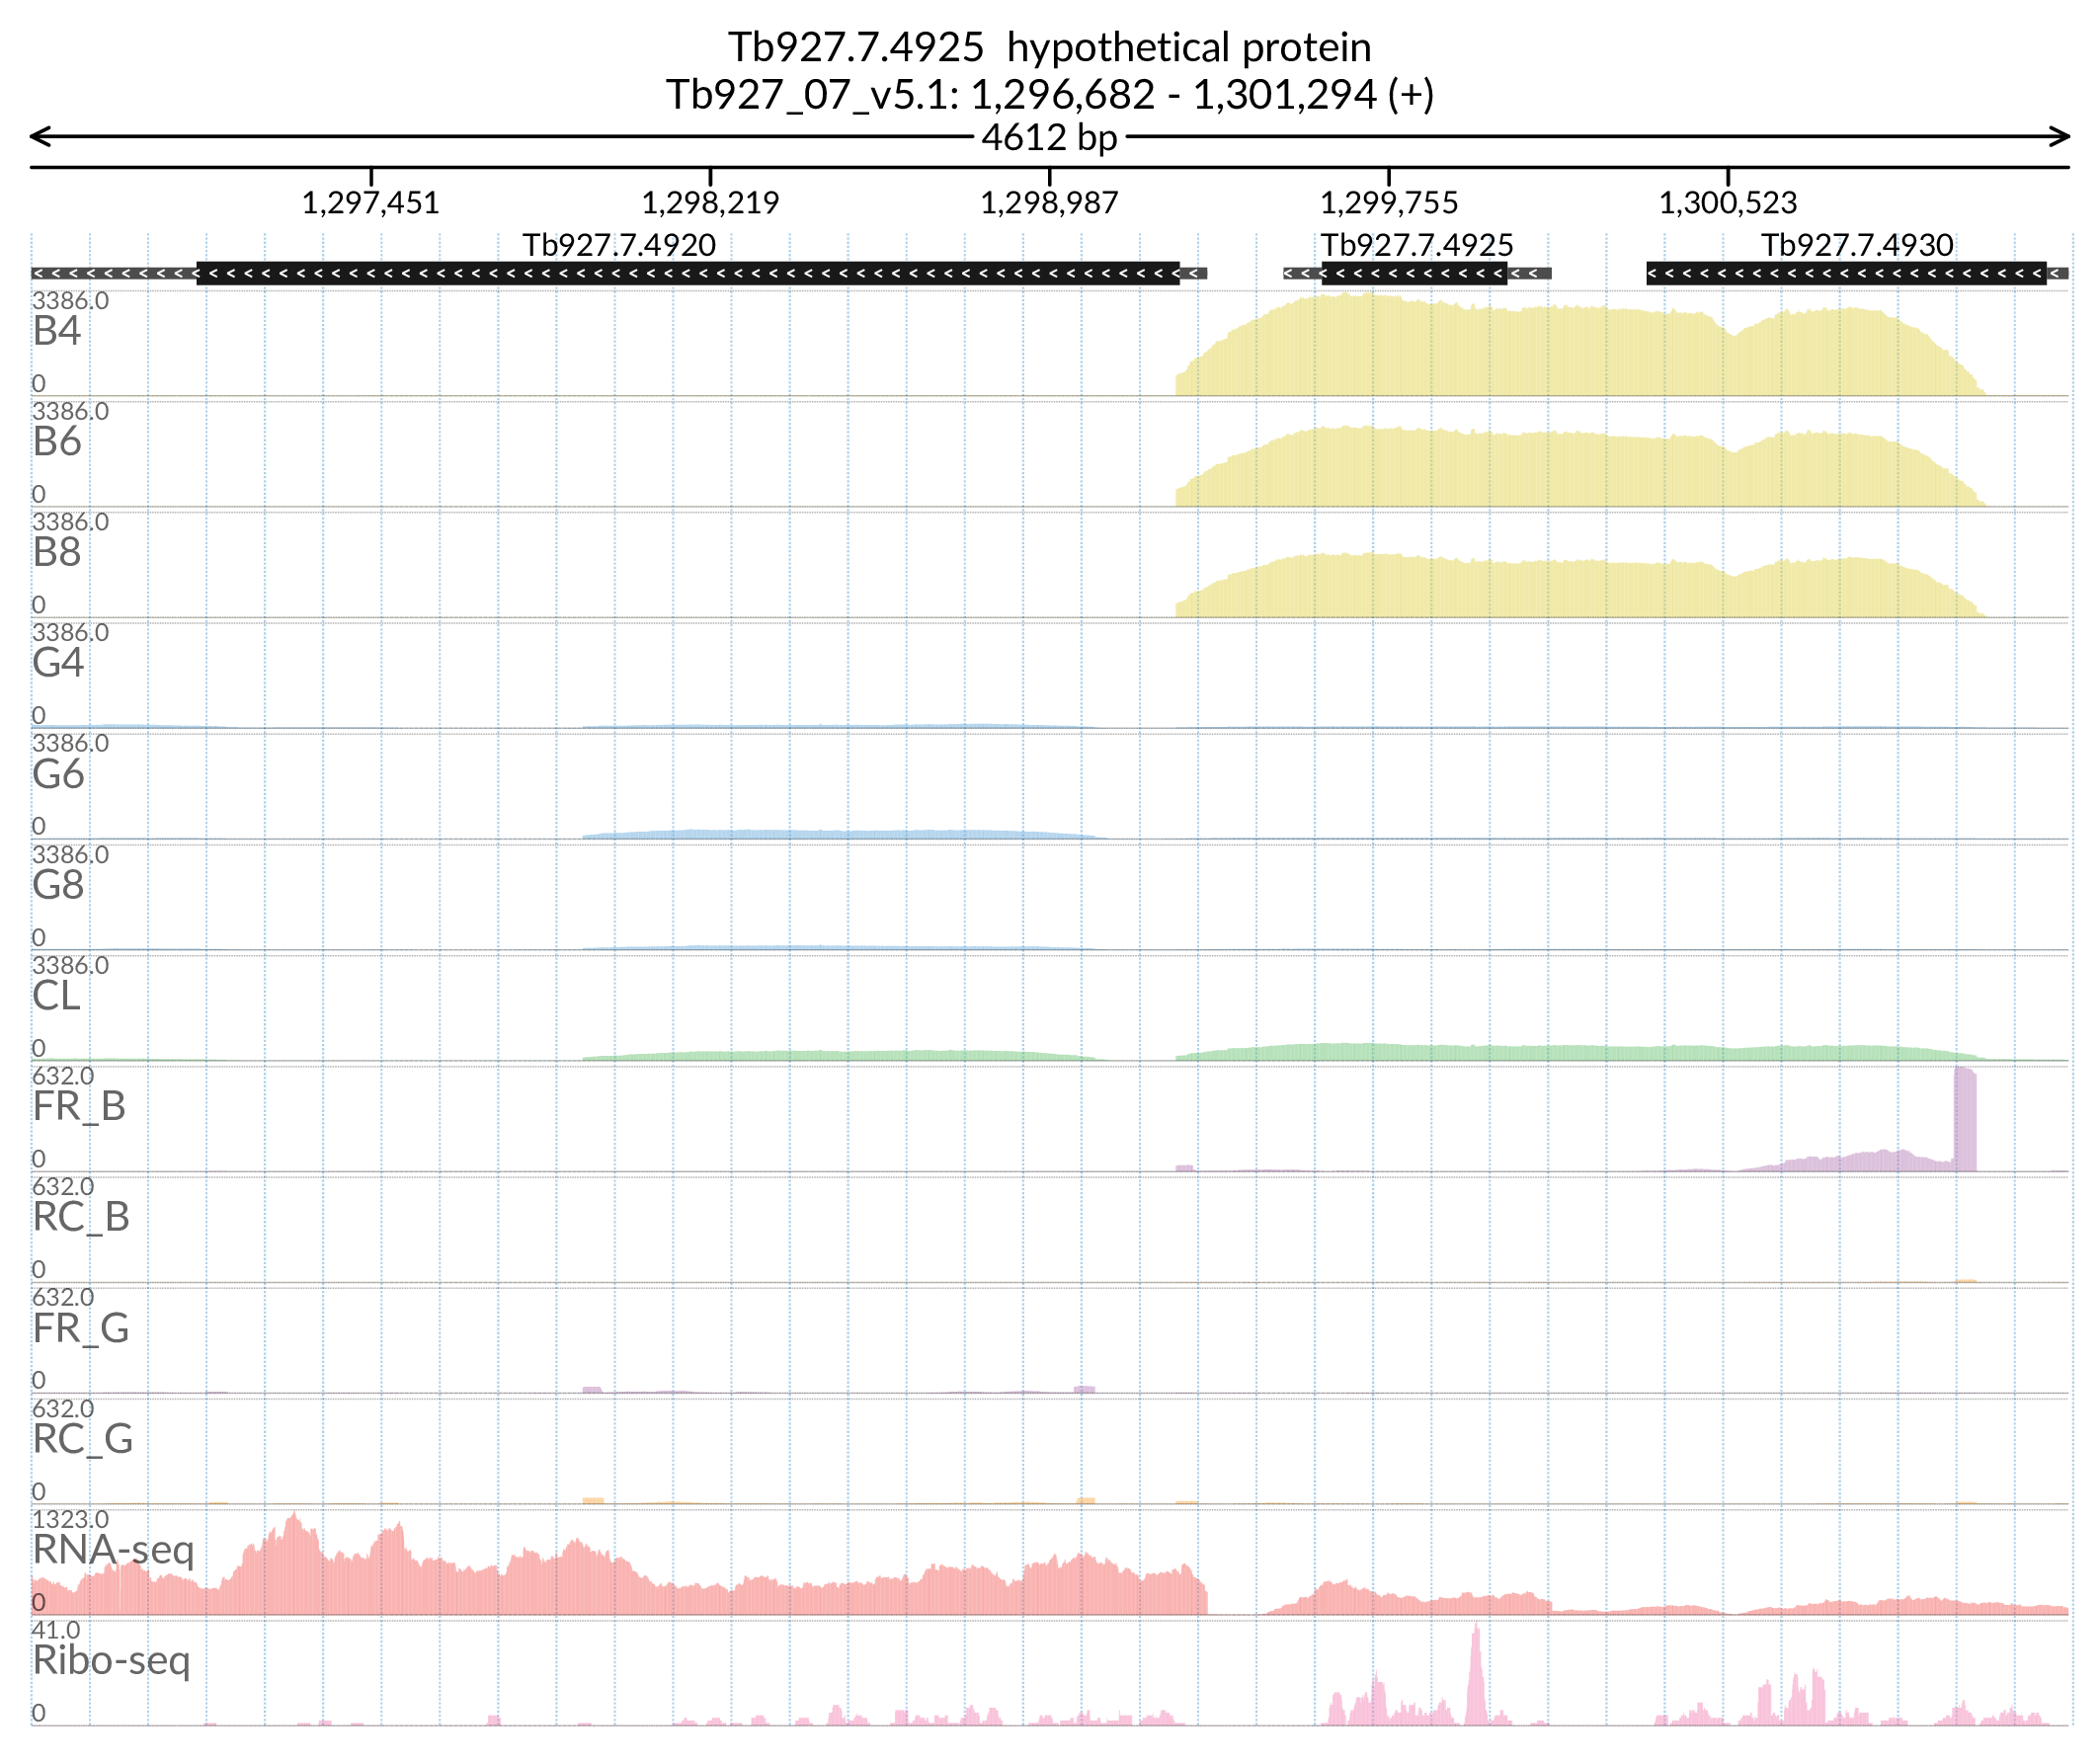 Tb927.7.4925 hypothetical protein
Tb927_07_v5.1: 1,296,682 - 1,301,294 (+)
4612 bp
1,297,451 1,298,219 1,298,987 1,299,755 1,300,523
Tb927.7.4920 Tb927.7.4925 Tb927.7.4930
3386.0
B4
0
3386.0
B6
0
3386.0
B8
0
3386.0
G4
0
3386.0
G6
0
3386.0
G8
0
3386.0
CL
0
632.0
FR_B
0
632.0
RC_B
0
632.0
FR_G
0
632.0
RC_G
0
1323.0
RNA-seq
0
41.0
Ribo-seq
0